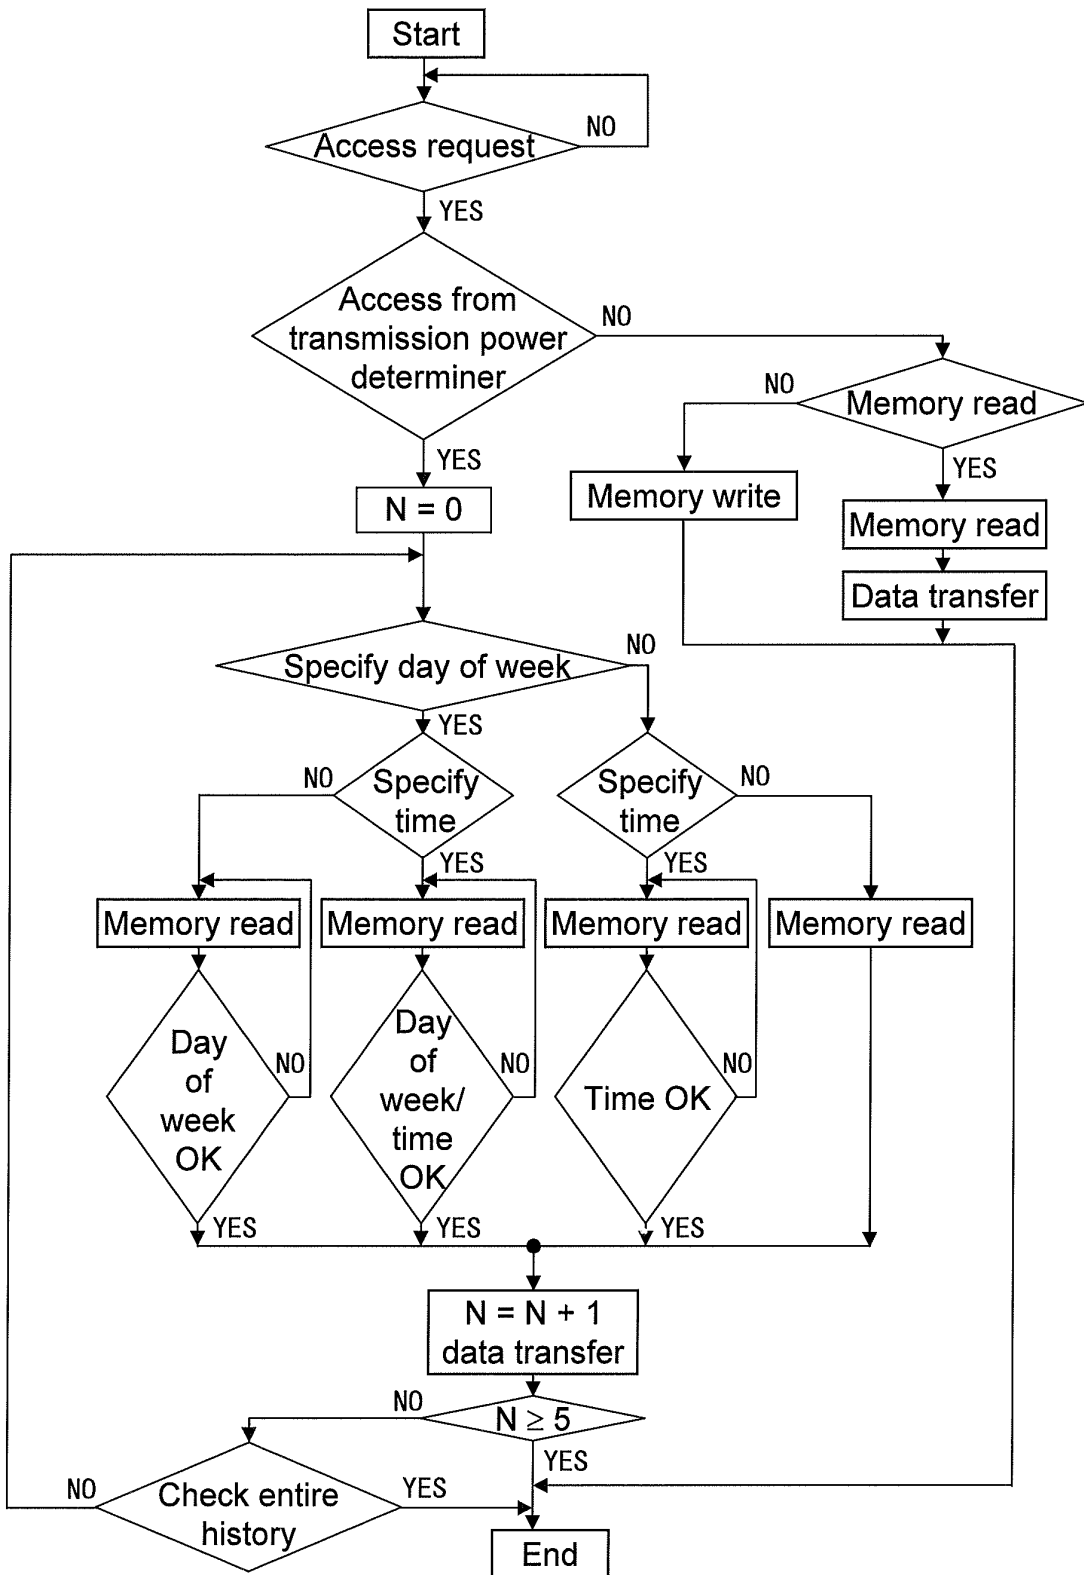 Start
NO
Access request
YES
Access from
transmission power
determiner
NO
YES
NO
Memory read
YES
N = 0
Memory write
Memory read
Data transfer
Specify day of week
NO
YES
NO
Specify
time
YES
Specify
time
NO
YES
Memory read
Memory read
Memory read
Memory read
Day
of
week
OK
NO
YES
Day
of
week/
time
OK
NO
YES
Time OK
NO
YES
N = N + 1
data transfer
NO
N ≥ 5
YES
NO
Check entire
history
YES
End